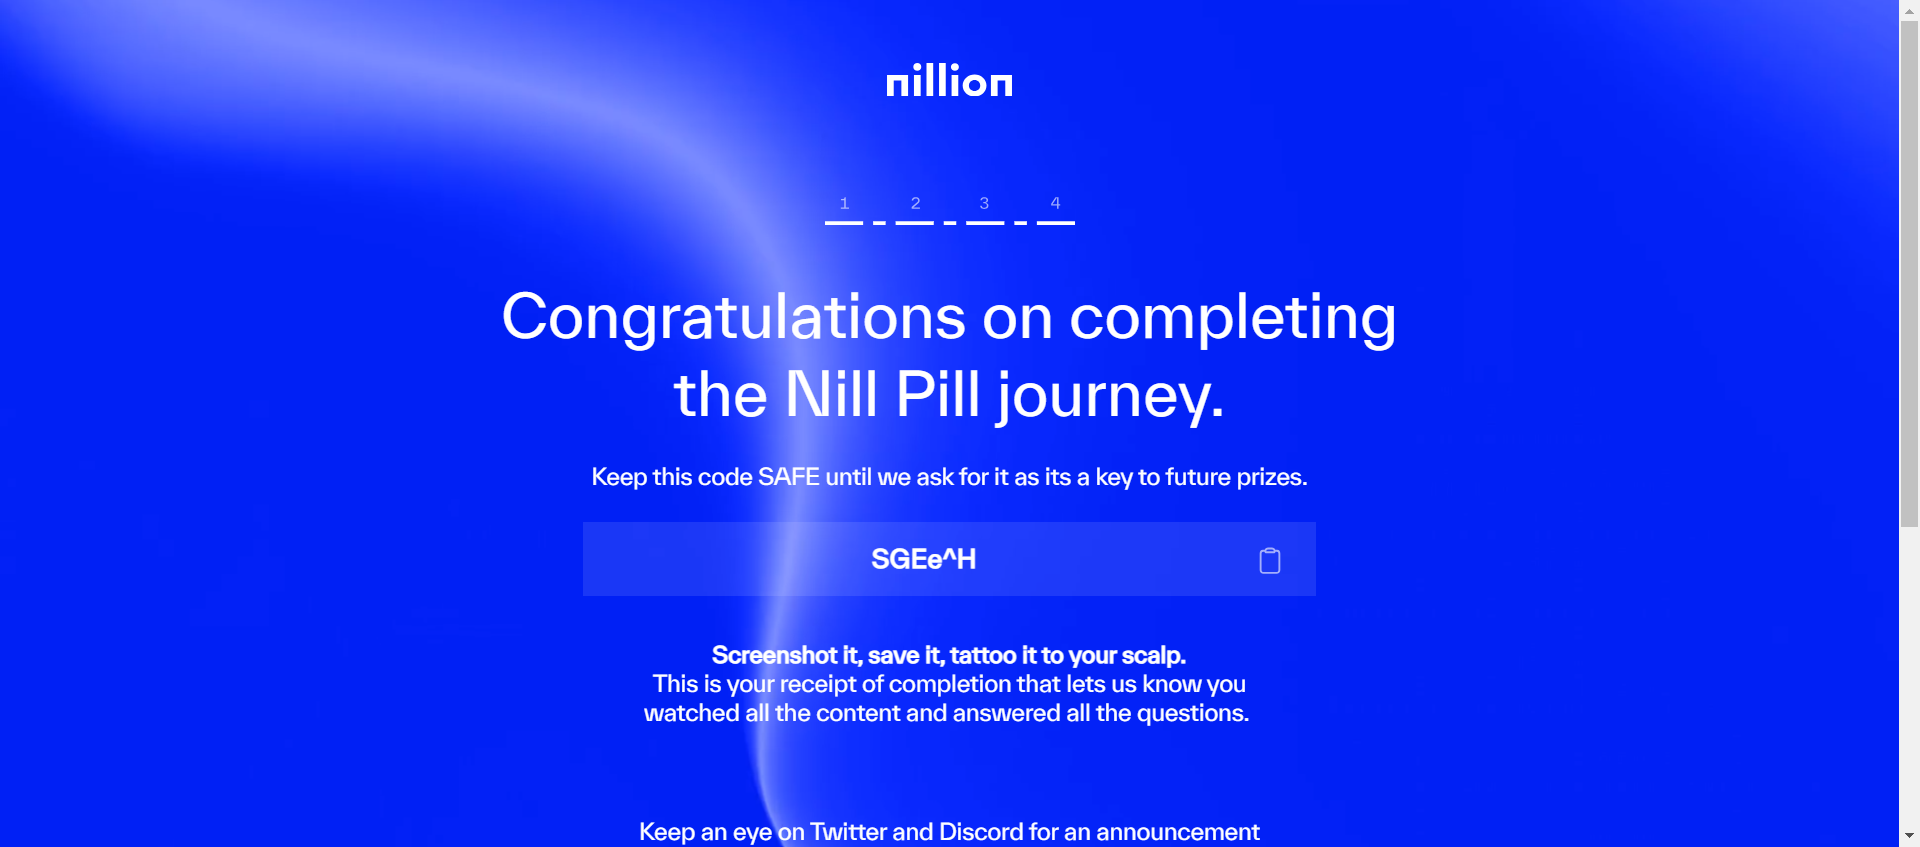 nillion
1 2 3 4
Congratulations on completing
the Nill Pill journey.
Keep this code SAFE until we ask for it as its a key to future prizes.
SGEe^H
Screenshot it, save it, tattoo it to your scalp.
This is your receipt of completion that lets us know you
watched all the content and answered all the questions.
Keep an eye on Twitter and Discord for an announcement